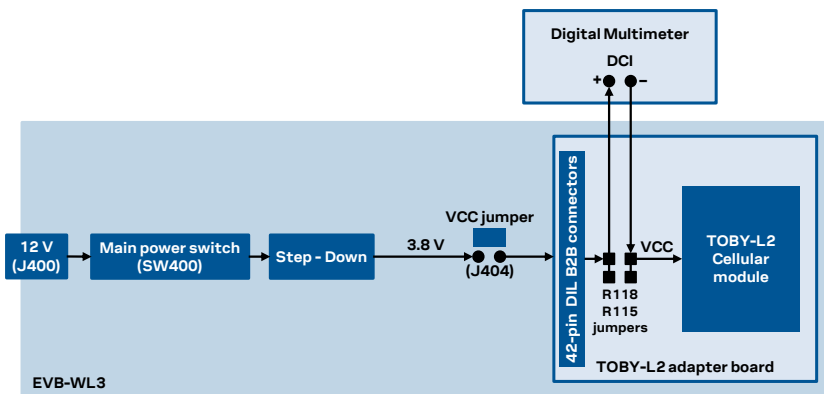 Digital Multimeter
DCI
+ −
VCC jumper
12 V
(J400)
Main power switch
(SW400)
Step - Down
3.8 V
(J404)
42-pin DIL B2B connectors
VCC
TOBY-L2
Cellular
module
R118
R115
jumpers
TOBY-L2 adapter board
EVB-WL3